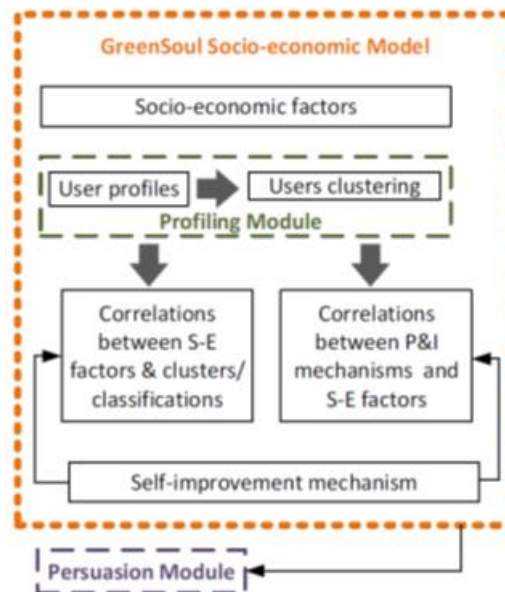 GreenSoul Socio-economic Model
Socio-economic factors
User profiles
Users clustering
Profiling Module
Correlations
between S-E
factors & clusters/
classifications
Correlations
between P&I
mechanisms and
S-E factors
Self-improvement mechanism
Persuasion Module